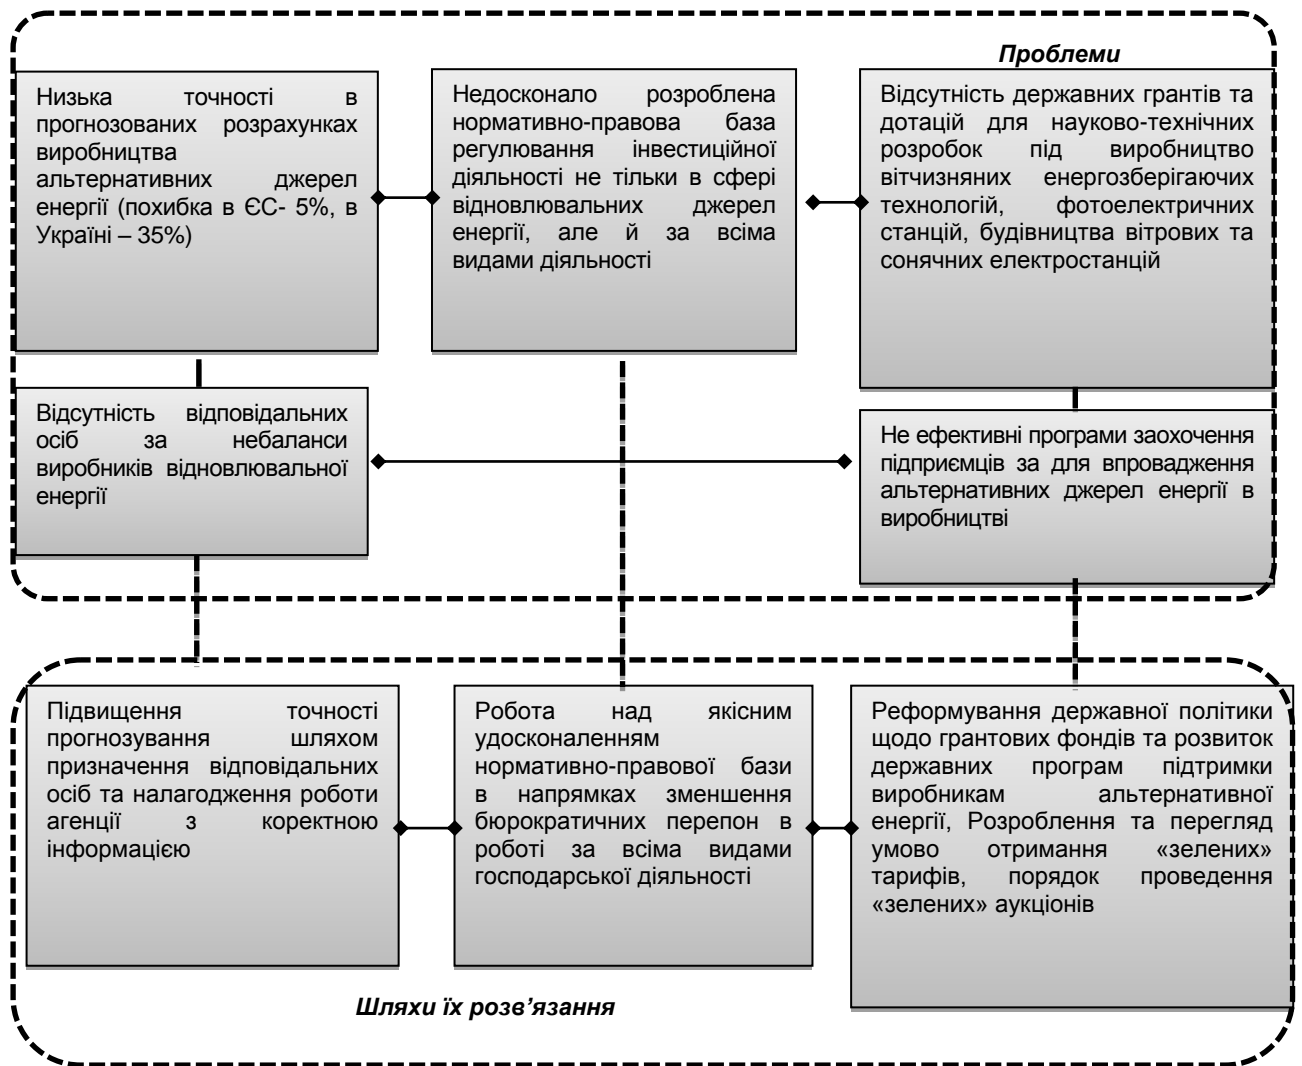 Проблеми
Низька точності в
прогнозованих розрахунках
виробництва
альтернативних джерел
енергії (похибка в ЄС- 5%, в
Україні – 35%)
Недосконало розроблена
нормативно-правова база
регулювання інвестиційної
діяльності не тільки в сфері
відновлювальних джерел
енергії, але й за всіма
видами діяльності
Відсутність державних грантів та
дотацій для науково-технічних
розробок під виробництво
вітчизняних енергозберігаючих
технологій, фотоелектричних
станцій, будівництва вітрових та
сонячних електростанцій
Відсутність відповідальних
осіб за небаланси
виробників відновлювальної
енергії
Не ефективні програми заохочення
підприємців за для впровадження
альтернативних джерел енергії в
виробництві
Підвищення точності
прогнозування шляхом
призначення відповідальних
осіб та налагодження роботи
агенції з коректною
інформацією
Робота над якісним
удосконаленням
нормативно-правової бази
в напрямках зменшення
бюрократичних перепон в
роботі за всіма видами
господарської діяльності
Реформування державної політики
щодо грантових фондів та розвиток
державних програм підтримки
виробникам альтернативної
енергії, Розроблення та перегляд
умово отримання «зелених»
тарифів, порядок проведення
«зелених» аукціонів
Шляхи їх розв’язання